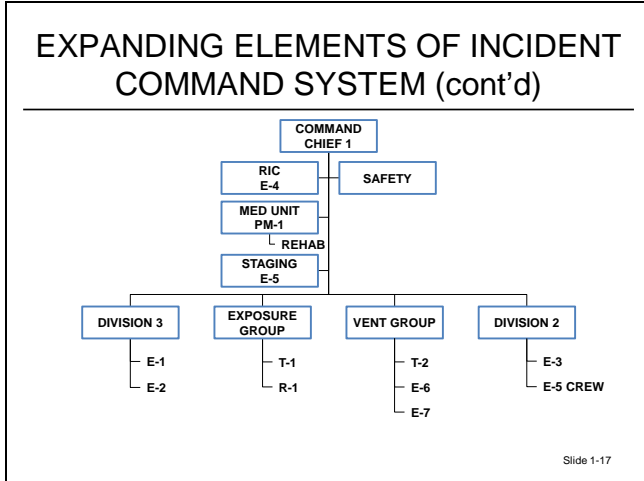 EXPANDING ELEMENTS OF INCIDENT
COMMAND SYSTEM (cont'd)
COMMAND
CHIEF 1
RIC
E-4
SAFETY
MED UNIT
PM-1
REHAB
STAGING
E-5
DIVISION 3
E-1
E-2
EXPOSURE
GROUP
T-1
R-1
VENT GROUP
T-2
E-6
E-7
DIVISION 2
E-3
E-5 CREW
Slide 1-17